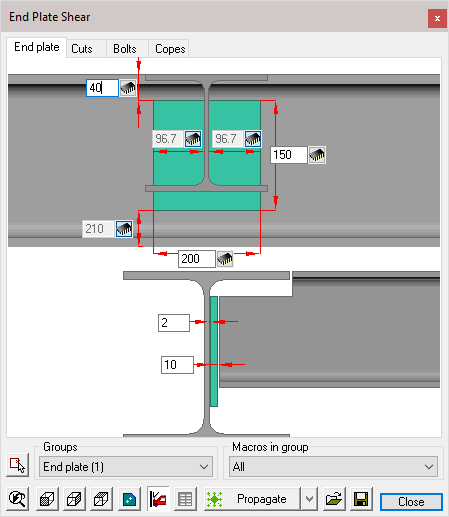 End Plate Shear
End plate Cuts Bolts Copes
40
96.7 96.7
150
210
200
2
10
Groups Macros in group
End plate (1) All
Propagate Close